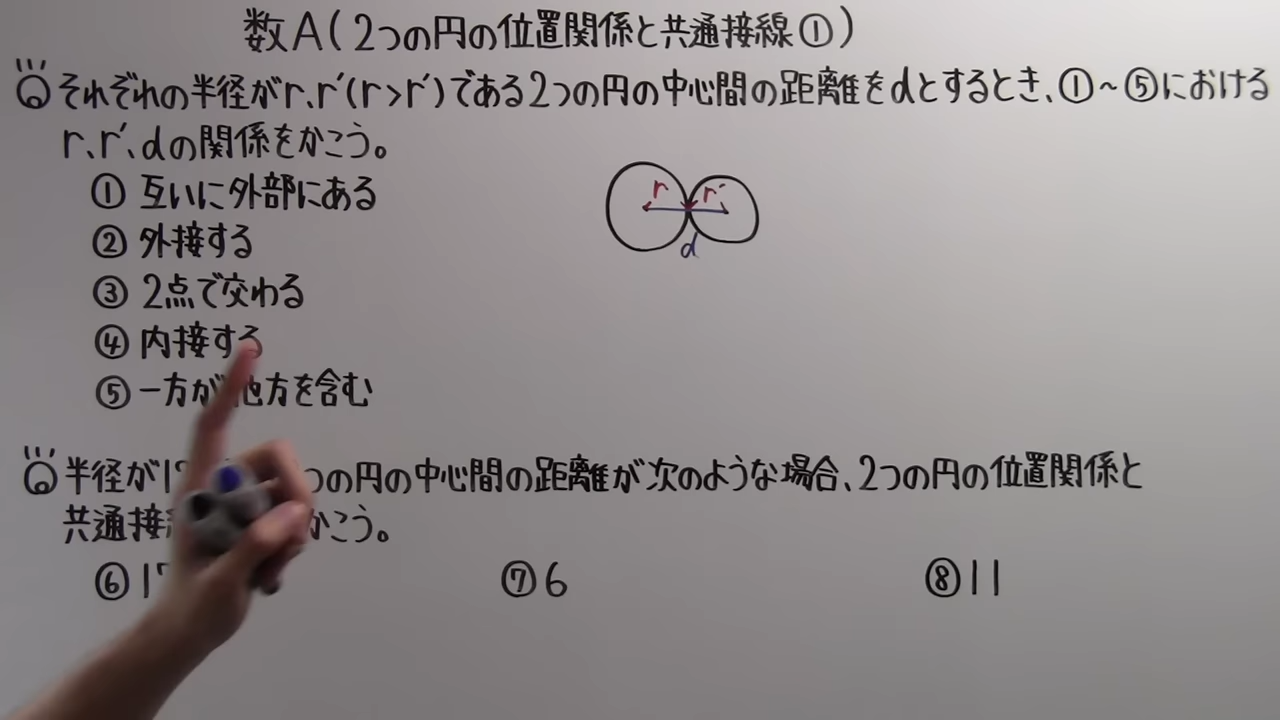 数A(2つの円の位置関係と共通接線①)
それぞれの半径がr、r′(r>r′)である2つの円の中心間の距離をdとするとき、①~⑤における
r、r′、dの関係をかこう。
① 互いに外部にある
② 外接する
③ 2点で交わる
④ 内接する
⑤ 一方が他方を含む
r r′
d
半径が1 つの円の中心間の距離が次のような場合、2つの円の位置関係と
共通接 かこう。
⑥ 1
⑦ 6
⑧ 11